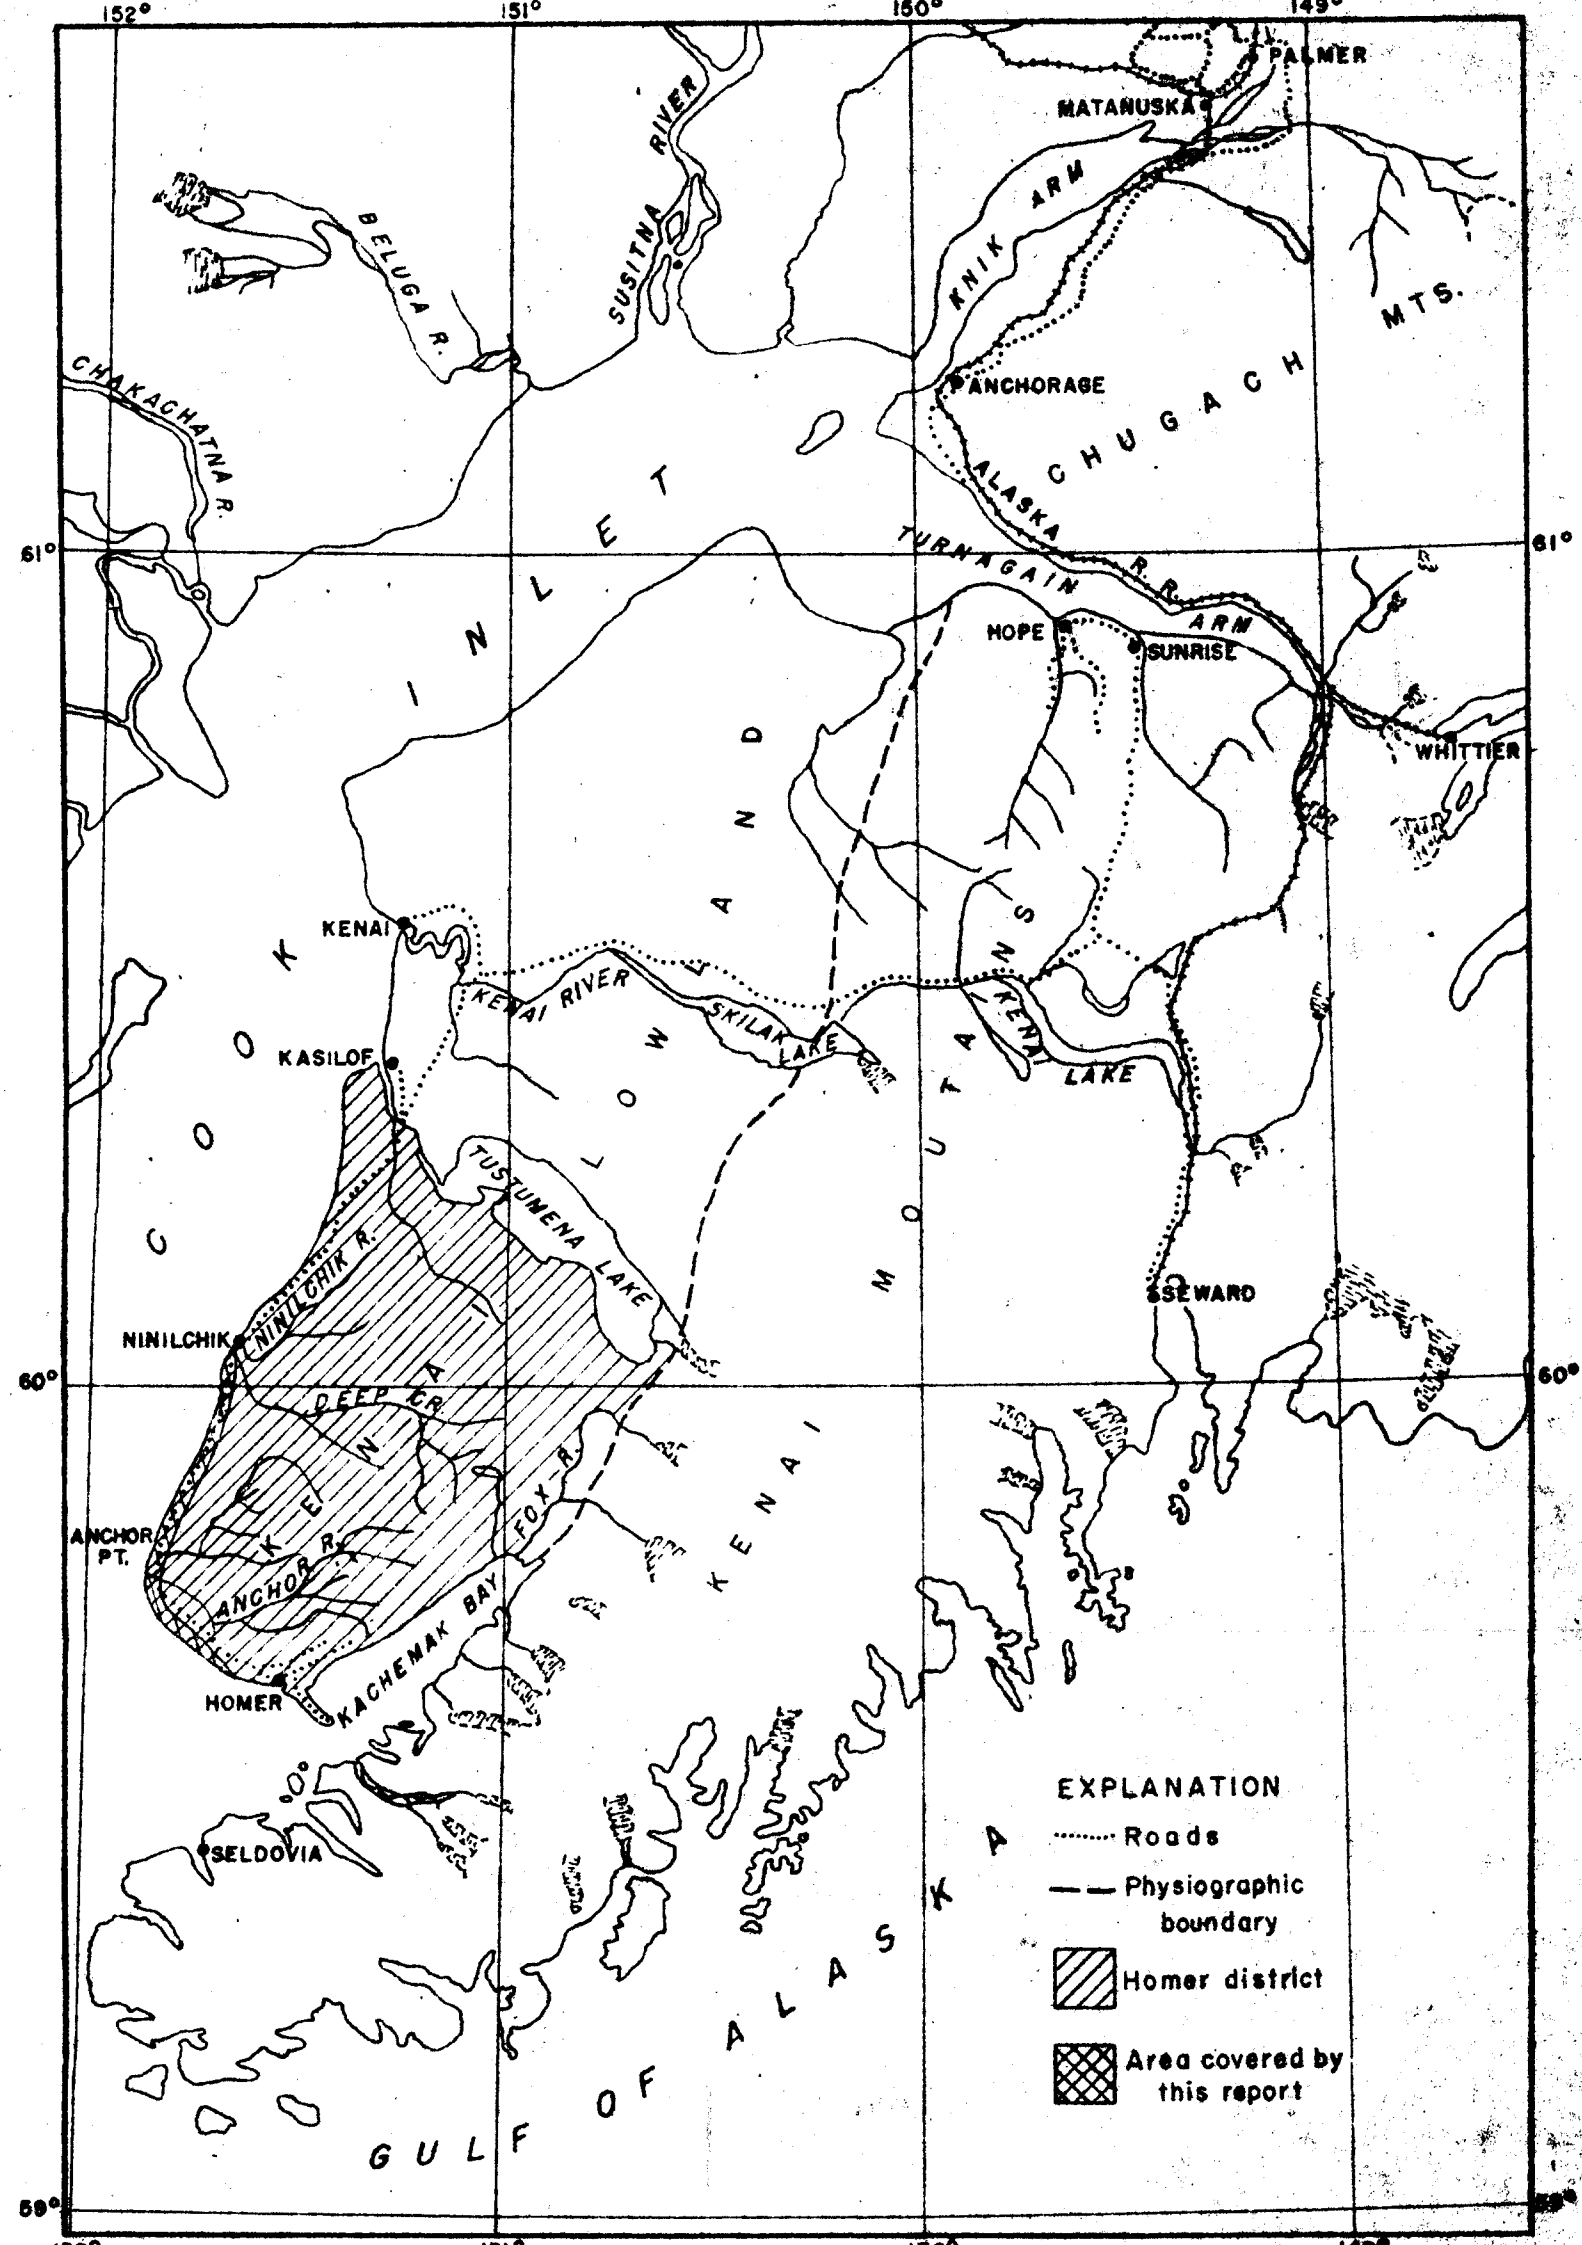 152° 151° 150° 149°
PALMER
MATANUSKA
SUSITNA RIVER
KNIK ARM
BELUGA R.
CHUGACH MTS.
CHAKACHATNA R.
ANCHORAGE
ALASKA R. R.
61° 61°
TURNAGAIN ARM
COOK INLET
HOPE
SUNRISE
WHITTIER
KENAI
KENAI RIVER
SKILAK LAKE
KENAI LAKE
KASILOF
KENAI LOWLAND
KENAI MOUTAINS
TUSTUMENA LAKE
SEWARD
NINILCHIK R.
NINILCHIK
60° 60°
DEEP CR.
FOX R.
ANCHOR
PT.
ANCHOR R.
KACHEMAK BAY
HOMER
SELDOVIA
GULF OF ALASKA
EXPLANATION
Roads
Physiographic
boundary
Homer district
Area covered by
this report
59° 59°